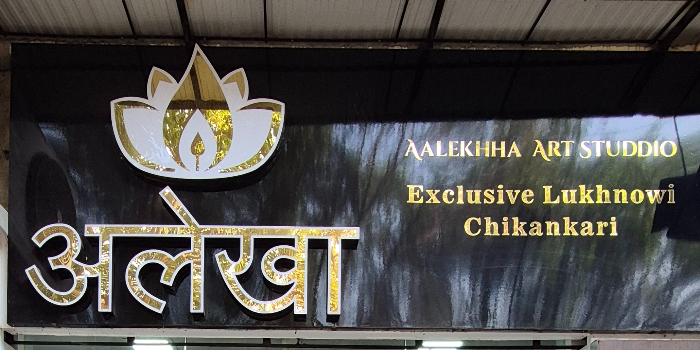 अलेखा
AALEKHHA ART STUDDIO
Exclusive Lukhnowi
Chikankari